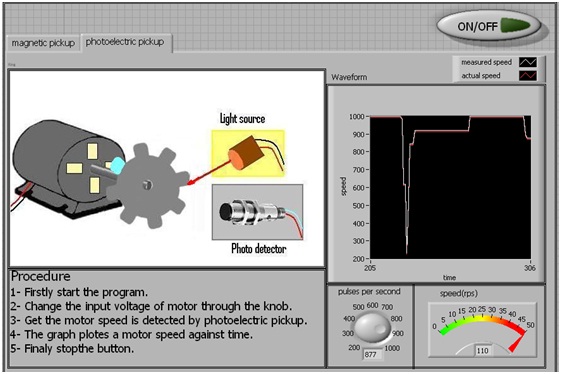 ON/OFF
magnetic pickup
photoelectric pickup
measured speed
actual speed
Waveform
Light source
Photo detector
1000
900
800
700
600
500
400
300
200
speed
205
306
time
Procedure
1- Firstly start the program.
2- Change the input voltage of motor through the knob.
3- Get the motor speed is detected by photoelectric pickup.
4- The graph plotes a motor speed against time.
5- Finaly stopthe button.
pulses per second
500 600 700
400 800
300 900
200 1000
877
speed(rps)
0 5 10 15 20 25 30 35 40 45 50
110